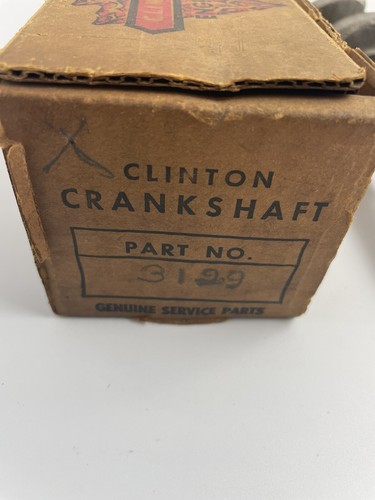 CLINTON
CRANKSHAFT
PART NO.
3129
GENUINE SERVICE PARTS